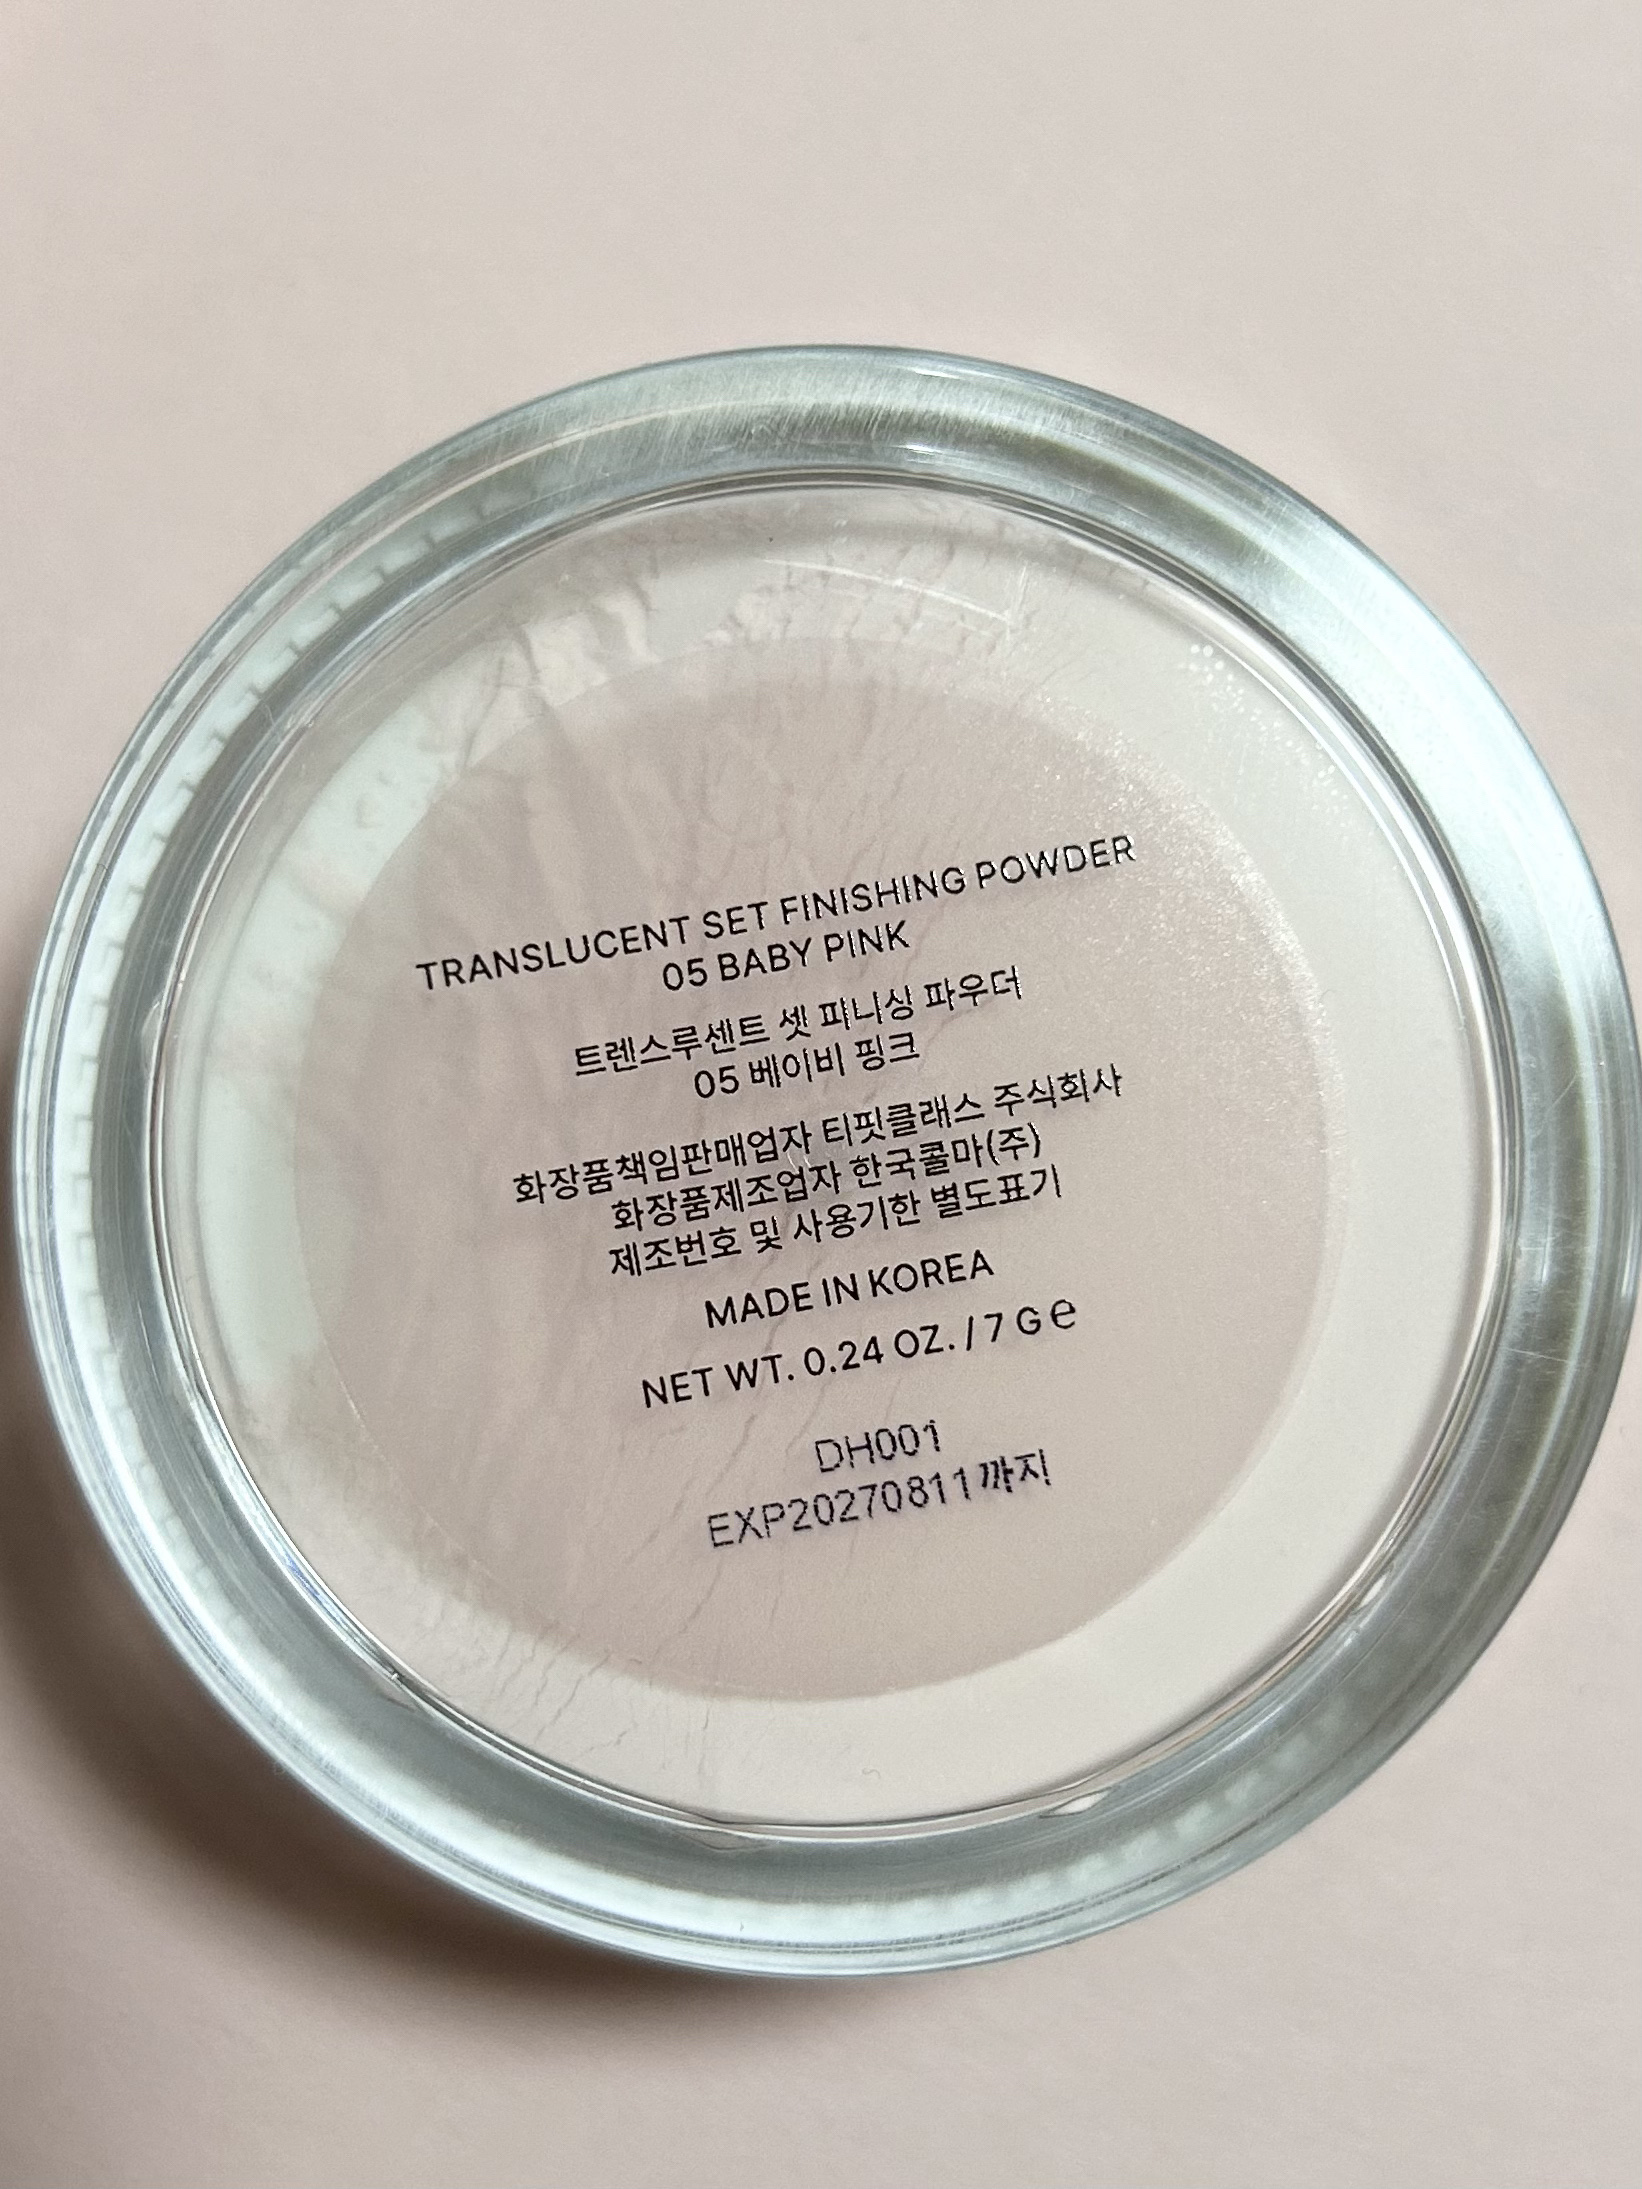 TRANSLUCENT SET FINISHING POWDER
05 BABY PINK
트렌스루센트 셋 피니싱 파우더
05 베이비 핑크
화장품책임판매업자 티핏클래스 주식회사
화장품제조업자 한국콜마(주)
제조번호 및 사용기한 별도표기
MADE IN KOREA
NET WT. 0.24 OZ. / 7 G ℮
DH001
EXP20270811까지